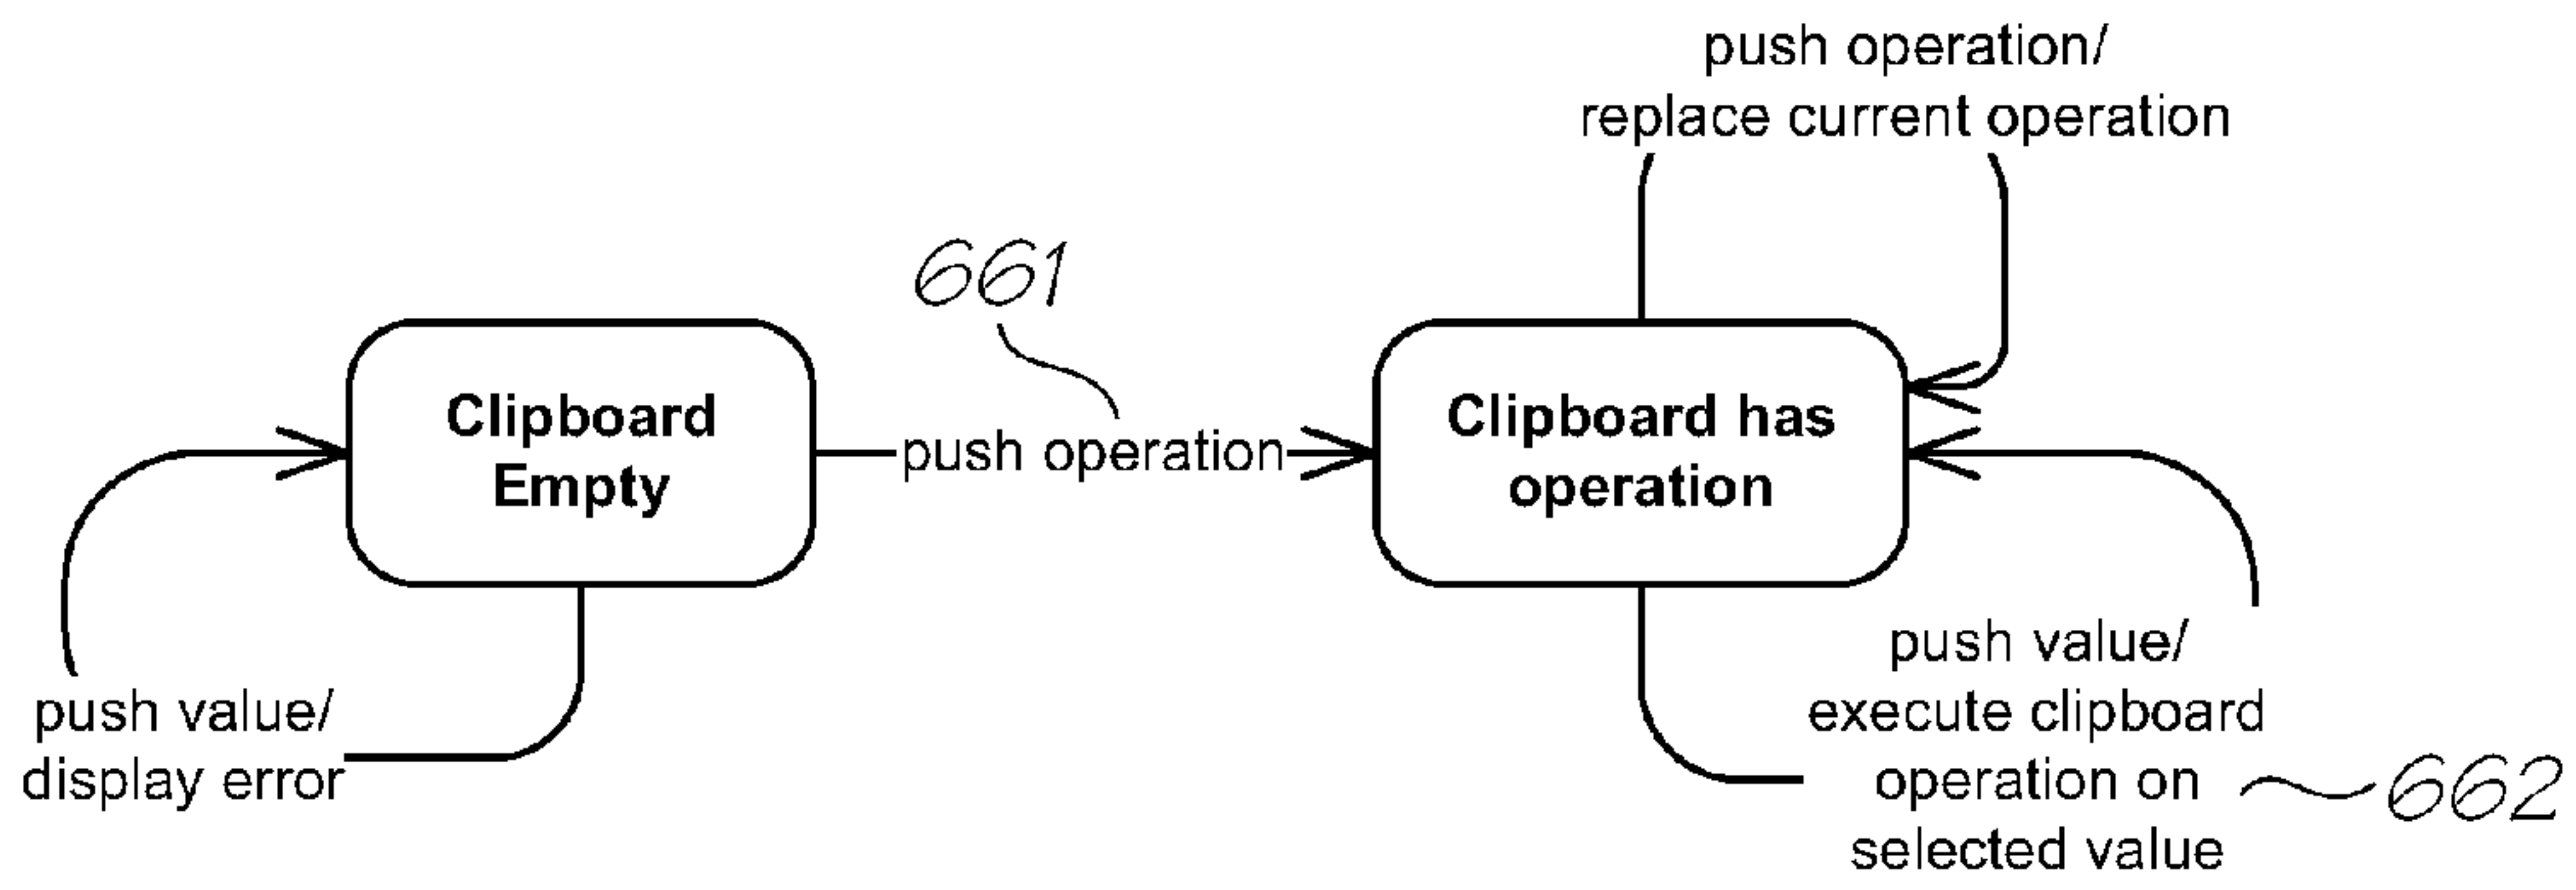 push operation/
replace current operation
661
Clipboard
Empty
push operation
Clipboard has
operation
push value/
display error
push value/
execute clipboard
operation on
selected value
662